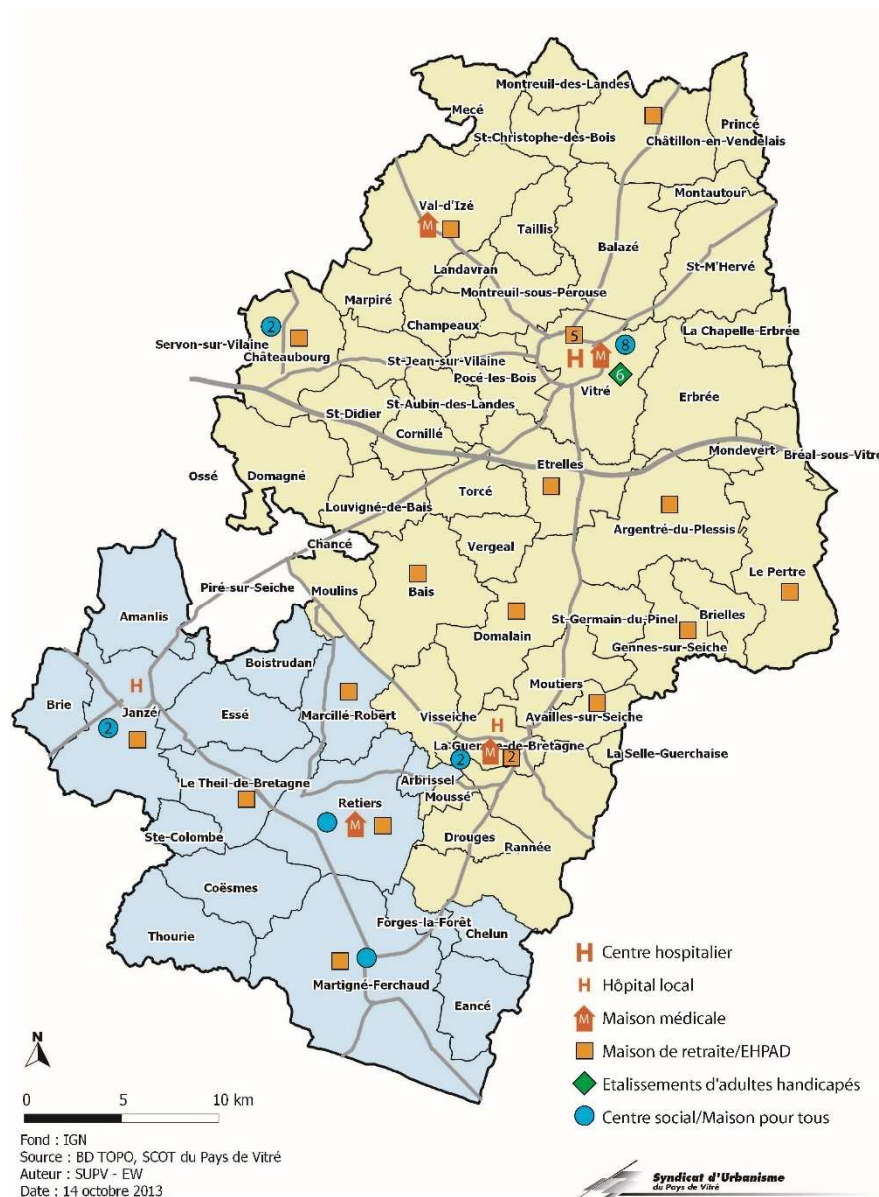 Montreuil-des-Landes
Mecé
Princé
St-Christophe-des-Bois
Châtillon-en-Vendelais
Montautour
Val-d'Izé
M
Taillis
Balazé
St-M'Hervé
Landavran
Montreuil-sous-Pérouse
Marpiré
Champeaux
2
5
La Chapelle-Erbrée
Servon-sur-Vilaine
Châteaubourg
St-Jean-sur-Vilaine
H
M
8
Pocé-les-Bois
6
Vitré
Erbrée
St-Aubin-des-Landes
St-Didier
Cornillé
Mondevert
Bréal-sous-Vitré
Etrelles
Ossé
Domagné
Torcé
Louvigné-de-Bais
Argentré-du-Plessis
Chancé
Vergeal
Le Pertre
Piré-sur-Seiche
Moulins
Bais
Amanlis
St-Germain-du-Pinel
Brielles
Domalain
Gennes-sur-Seiche
Boistrudan
H
Moutiers
Brie
Janzé
Essé
Marcillé-Robert
Visseiche
H
Availles-sur-Seiche
2
La Guerche-de-Bretagne
M
2
2
La Selle-Guerchaise
Le Theil-de-Bretagne
Arbrissel
Moussé
Retiers
M
Ste-Colombe
Drouges
Rannée
Coësmes
Forges-la-Forêt
Chelun
Thourie
Martigné-Ferchaud
Eancé
H Centre hospitalier
H Hôpital local
M Maison médicale
Maison de retraite/EHPAD
Etalissements d'adultes handicapés
Centre social/Maison pour tous
N
0 5 10 km
Fond : IGN
Source : BD TOPO, SCOT du Pays de Vitré
Auteur : SUPV - EW
Date : 14 octobre 2013
Syndicat d'Urbanisme
du Pays de Vitré